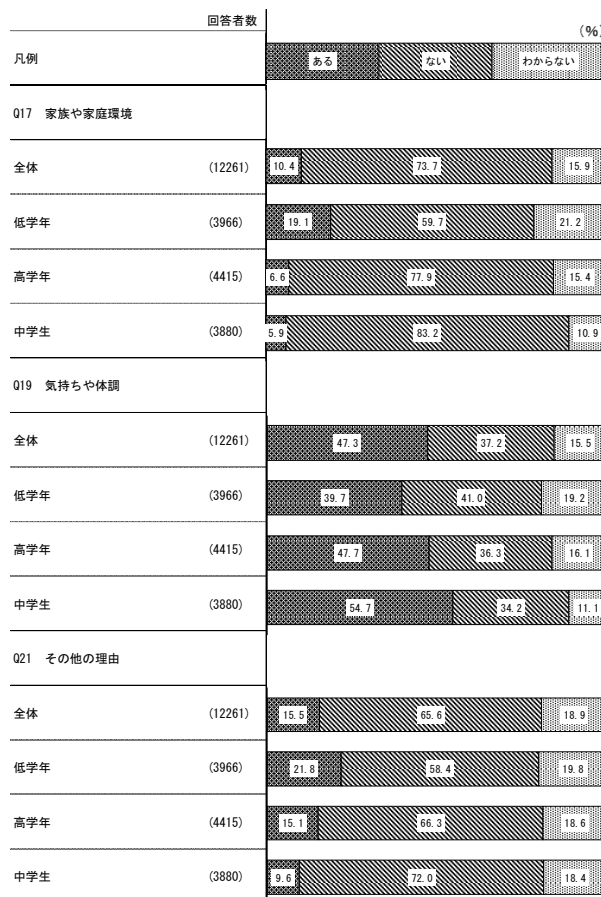 回答者数
(%)
凡例 ある ない わからない
Q17 家族や家庭環境
全体 (12261) 10.4 73.7 15.9
低学年 (3966) 19.1 59.7 21.2
高学年 (4415) 6.6 77.9 15.4
中学生 (3880) 5.9 83.2 10.9
Q19 気持ちや体調
全体 (12261) 47.3 37.2 15.5
低学年 (3966) 39.7 41.0 19.2
高学年 (4415) 47.7 36.3 16.1
中学生 (3880) 54.7 34.2 11.1
Q21 その他の理由
全体 (12261) 15.5 65.6 18.9
低学年 (3966) 21.8 58.4 19.8
高学年 (4415) 15.1 66.3 18.6
中学生 (3880) 9.6 72.0 18.4